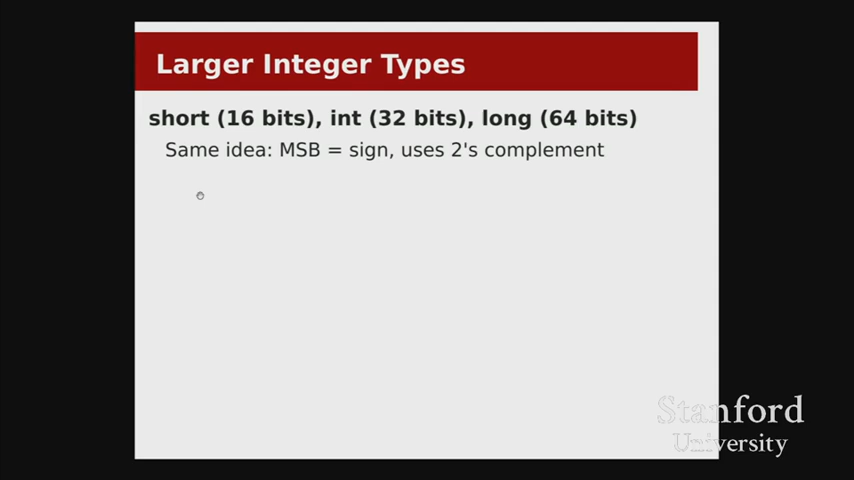 Larger Integer Types
short (16 bits), int (32 bits), long (64 bits)
Same idea: MSB = sign, uses 2's complement
Stanford
University